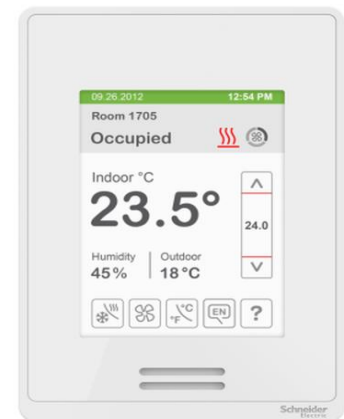 09.26.2012 12:54 PM
Room 1705
Occupied
Indoor °C
23.5°
24.0
Humidity
45%
Outdoor
18°C
°F °C
EN
?
Schneider
Electric